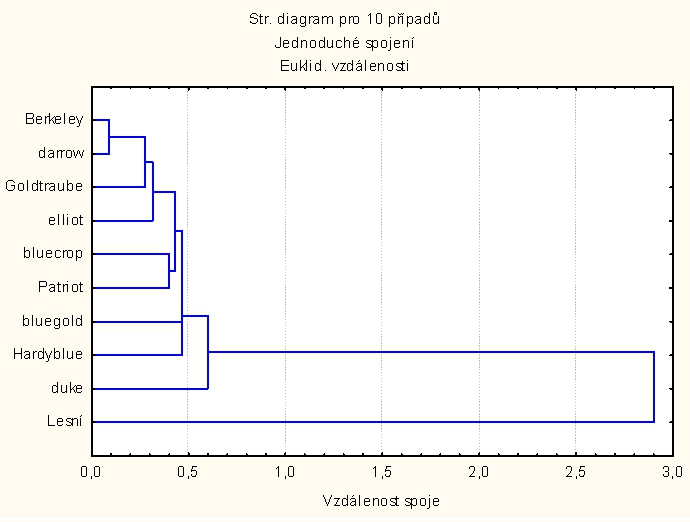 Str. diagram pro 10 případů
Jednoduché spojení
Euklid. vzdálenosti
Berkeley
darrow
Goldtraube
elliot
bluecrop
Patriot
bluegold
Hardyblue
duke
Lesní
0,0 0,5 1,0 1,5 2,0 2,5 3,0
Vzdálenost spoje